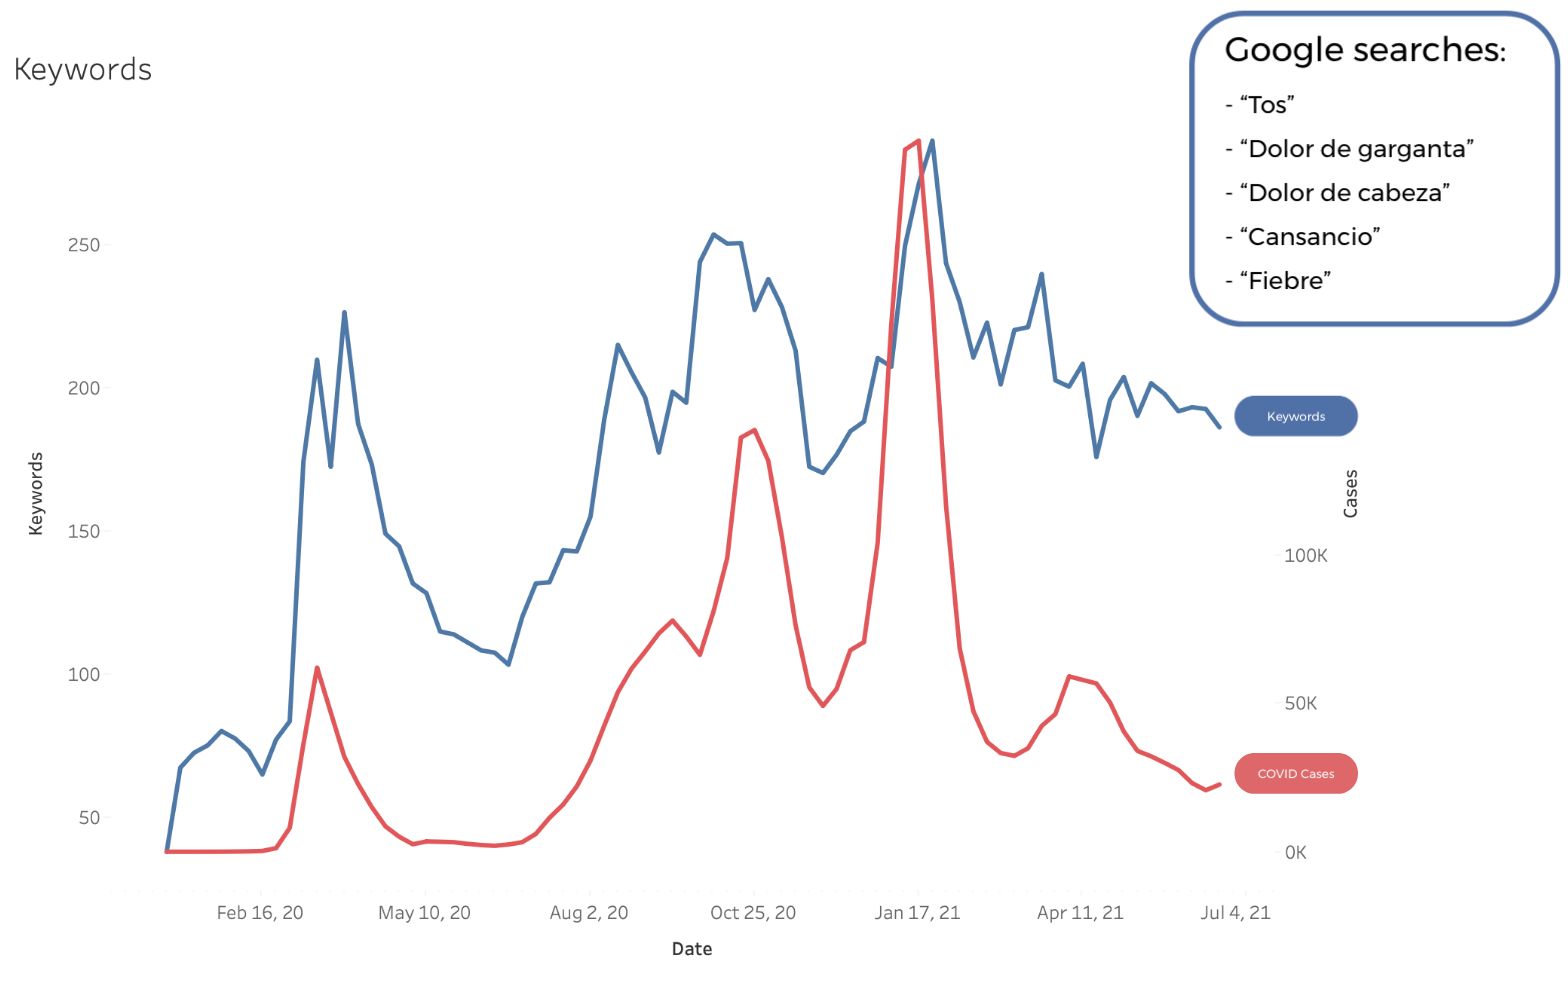 Google searches:
- “Tos”
- “Dolor de garganta”
- “Dolor de cabeza”
- “Cansancio”
- “Fiebre”
Keywords
250
200
150
100
50
Keywords
Keywords
Cases
100K
50K
0K
COVID Cases
Feb 16, 20
May 10, 20
Aug 2, 20
Oct 25, 20
Jan 17, 21
Apr 11, 21
Jul 4, 21
Date